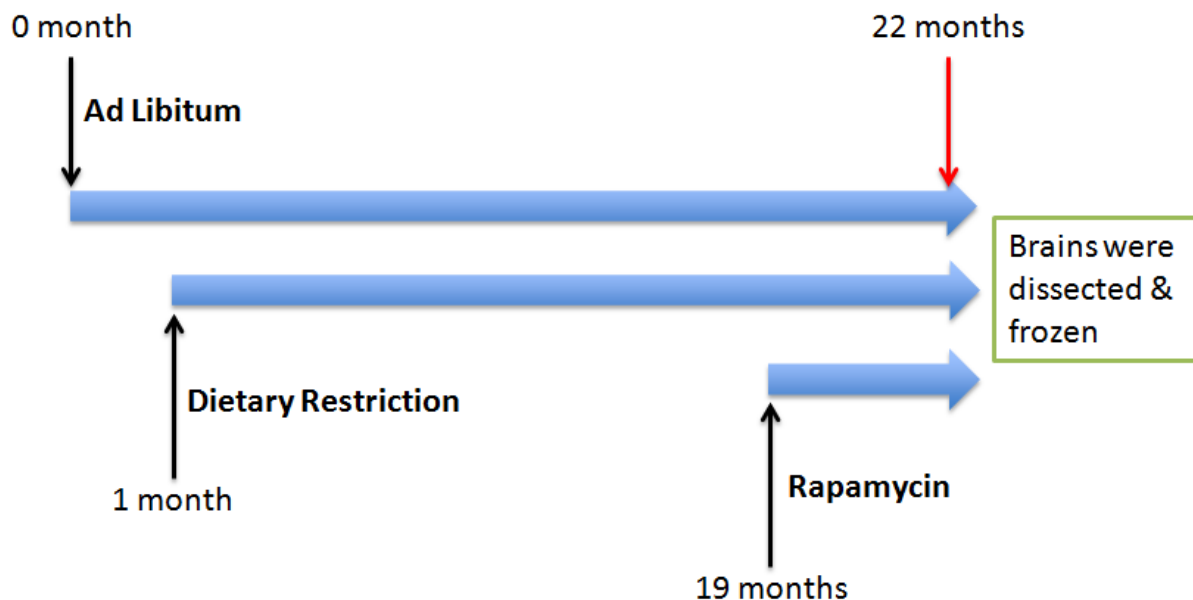 0 month
22 months
Ad Libitum
Brains were
dissected &
frozen
Dietary Restriction
1 month
Rapamycin
19 months